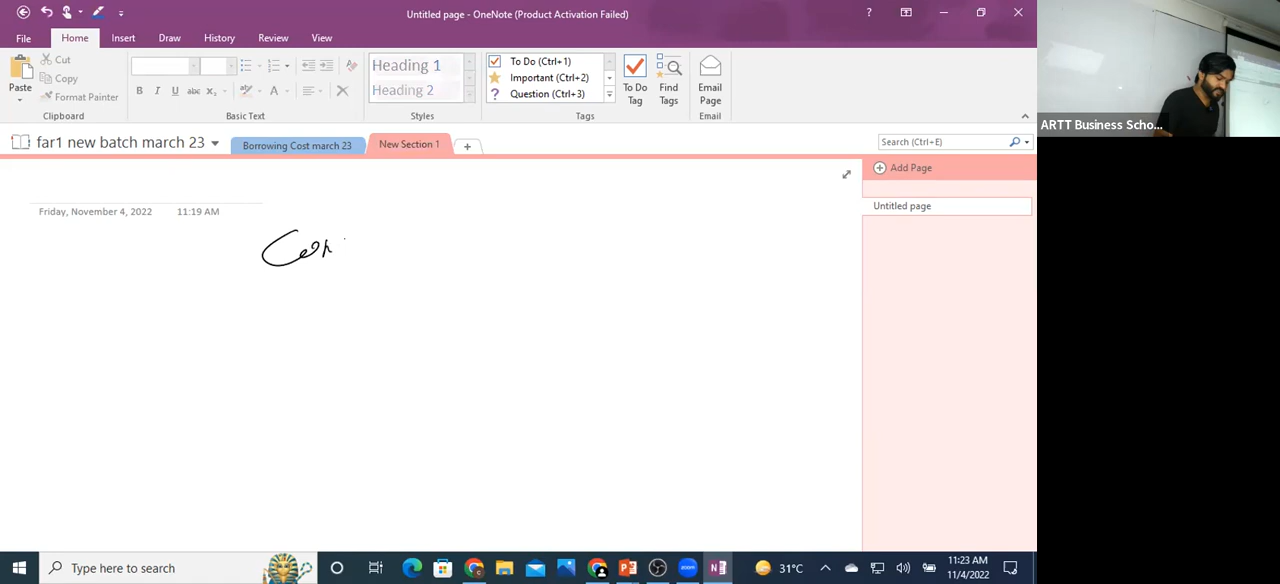 Untitled page - OneNote (Product Activation Failed)
?
File Home Insert Draw History Review View
Paste
Cut
Copy
Format Painter
Clipboard
B I U abc X₂ A
Basic Text
Heading 1
Heading 2
Styles
To Do (Ctrl+1)
Important (Ctrl+2)
? Question (Ctrl+3)
To Do Tag
Find Tags
Tags
Email Page
Email
far1 new batch march 23
Borrowing Cost march 23
New Section 1
+
Search (Ctrl+E)
Add Page
Untitled page
Friday, November 4, 2022 11:19 AM
ARTT Business Scho...
Type here to search
zoom
N
31°C
11:23 AM
11/4/2022